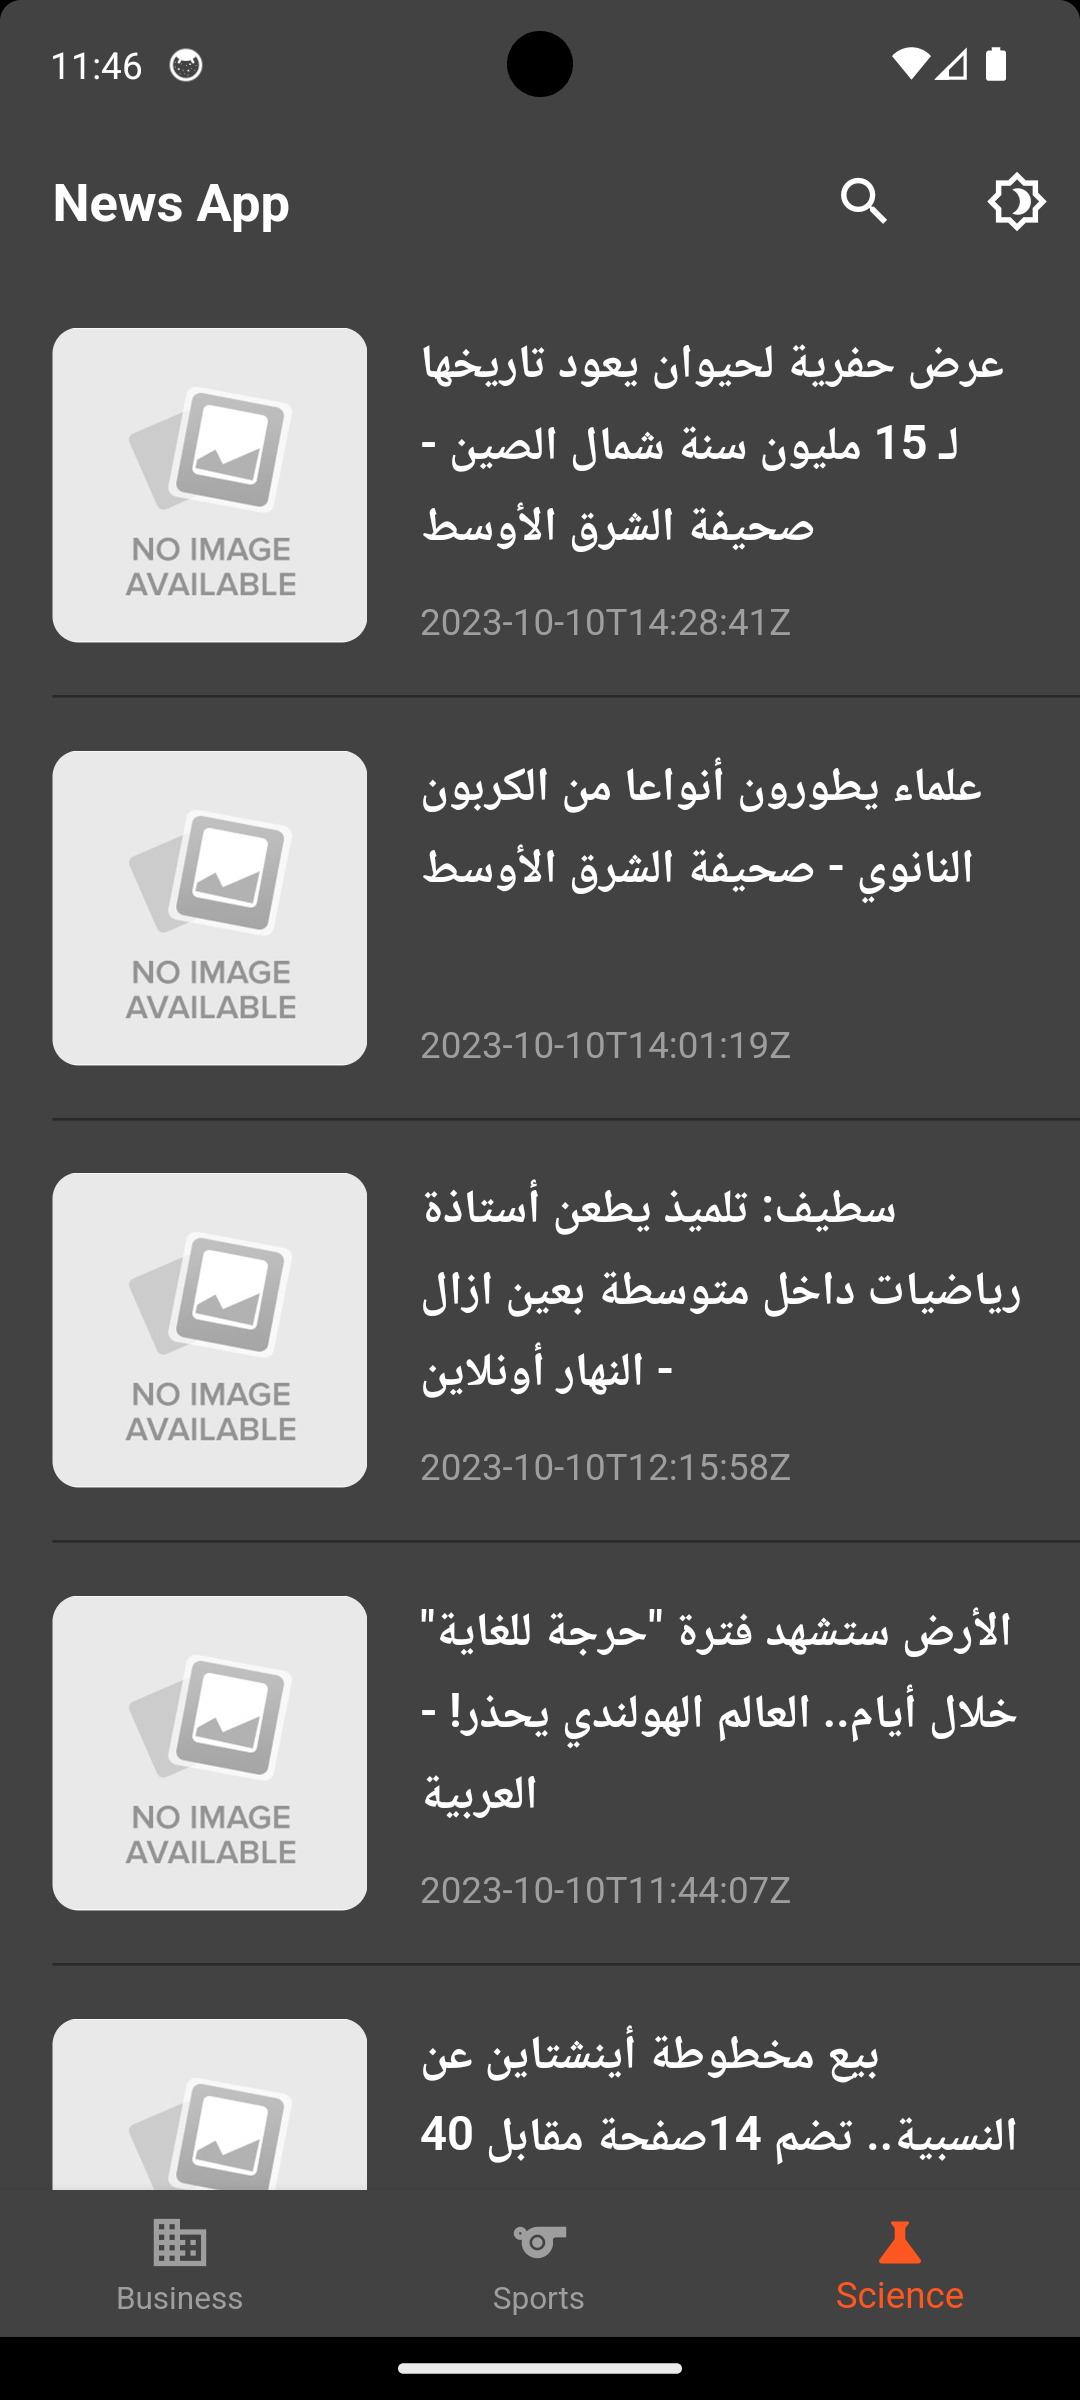 11:46
News App
NO IMAGE
AVAILABLE
عرض حفرية لحيوان يعود تاريخها
لـ 15 مليون سنة شمال الصين -
صحيفة الشرق الأوسط
2023-10-10T14:28:41Z
NO IMAGE
AVAILABLE
علماء يطورون أنواعا من الكربون
النانوي - صحيفة الشرق الأوسط
2023-10-10T14:01:19Z
NO IMAGE
AVAILABLE
سطيف: تلميذ يطعن أستاذة
رياضيات داخل متوسطة بعين ازال
- النهار أونلاين
2023-10-10T12:15:58Z
NO IMAGE
AVAILABLE
الأرض ستشهد فترة "حرجة للغاية"
خلال أيام.. العالم الهولندي يحذر! -
العربية
2023-10-10T11:44:07Z
بيع مخطوطة أينشتاين عن
النسبية.. تضم 14صفحة مقابل 40
Business
Sports
Science